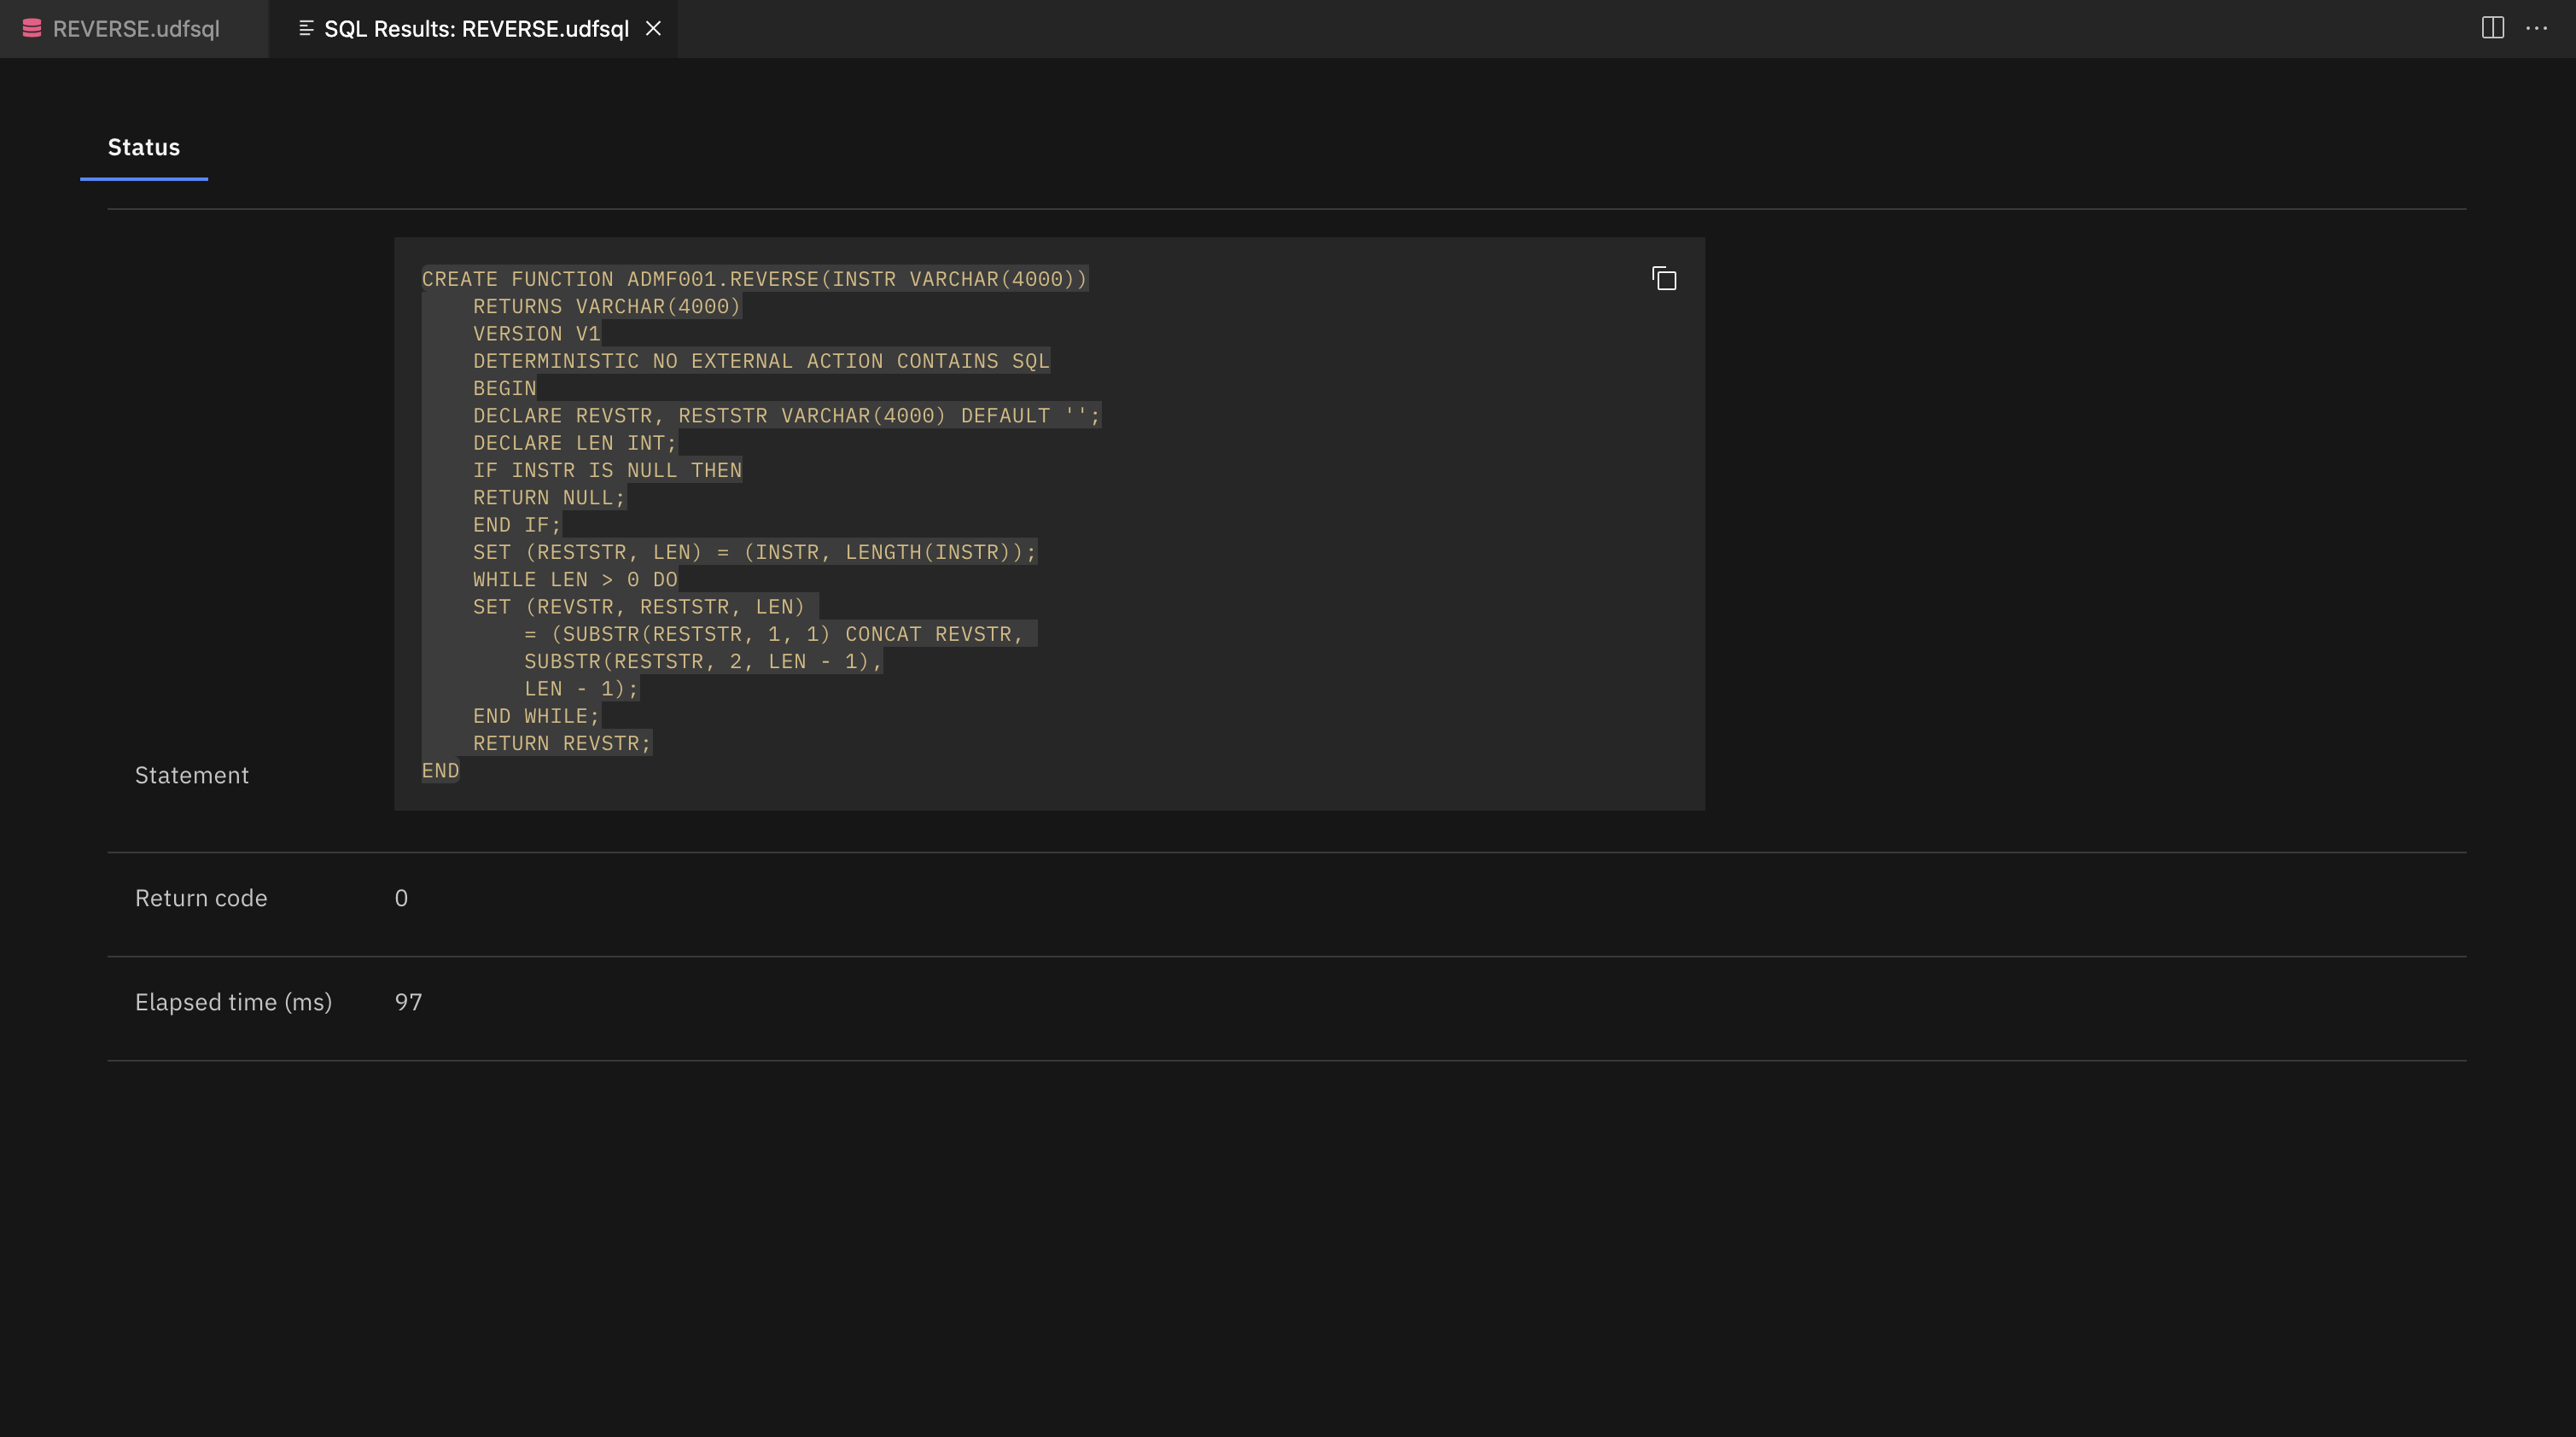 REVERSE.udfsql
SQL Results: REVERSE.udfsql
Status
CREATE FUNCTION ADMF001.REVERSE(INSTR VARCHAR(4000))
    RETURNS VARCHAR(4000)
    VERSION V1
    DETERMINISTIC NO EXTERNAL ACTION CONTAINS SQL
    BEGIN
    DECLARE REVSTR, RESTSTR VARCHAR(4000) DEFAULT '';
    DECLARE LEN INT;
    IF INSTR IS NULL THEN
    RETURN NULL;
    END IF;
    SET (RESTSTR, LEN) = (INSTR, LENGTH(INSTR));
    WHILE LEN > 0 DO
    SET (REVSTR, RESTSTR, LEN)
        = (SUBSTR(RESTSTR, 1, 1) CONCAT REVSTR,
        SUBSTR(RESTSTR, 2, LEN - 1),
        LEN - 1);
    END WHILE;
    RETURN REVSTR;
END
Statement
Return code 0
Elapsed time (ms) 97